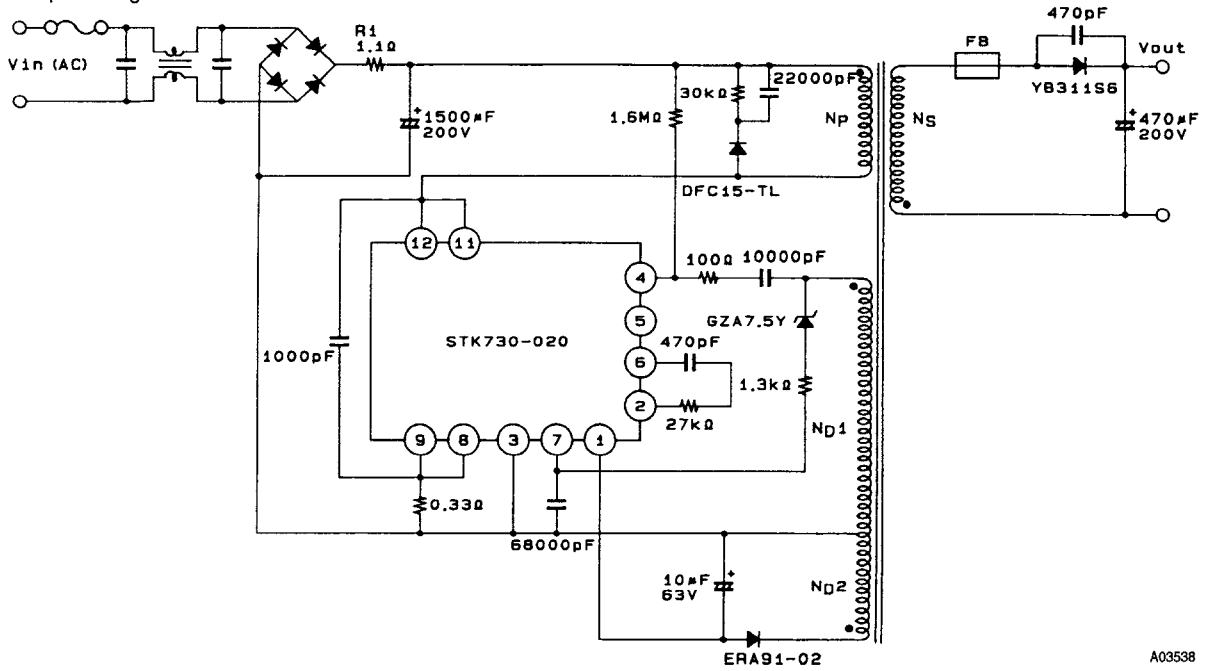 470pF
R1
1.1Ω
FB
Vout
Vin (AC)
YB311S6
22000pF
30kΩ
1500μF
200V
1.6MΩ
NP
NS
470μF
200V
DFC15-TL
12
11
4
100Ω
10000pF
5
GZA7.5Y
STK730-020
470pF
1000pF
6
1.3kΩ
2
27kΩ
ND1
9
8
3
7
1
0.33Ω
68000pF
10μF
63V
ND2
ERA91-02
A03538